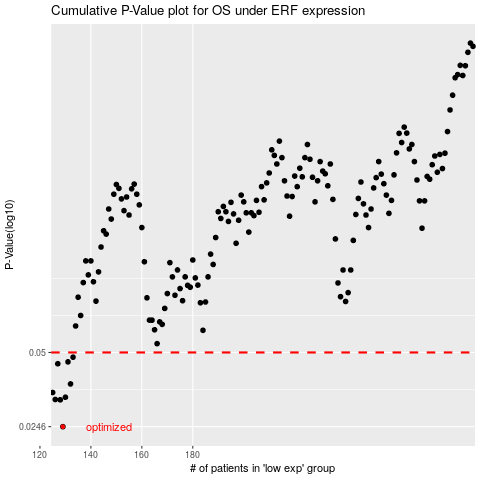 Cumulative P-Value plot for OS under ERF expression
P-Value(log10)
0.05
0.0246
optimized
120 140 160 180
# of patients in 'low exp' group